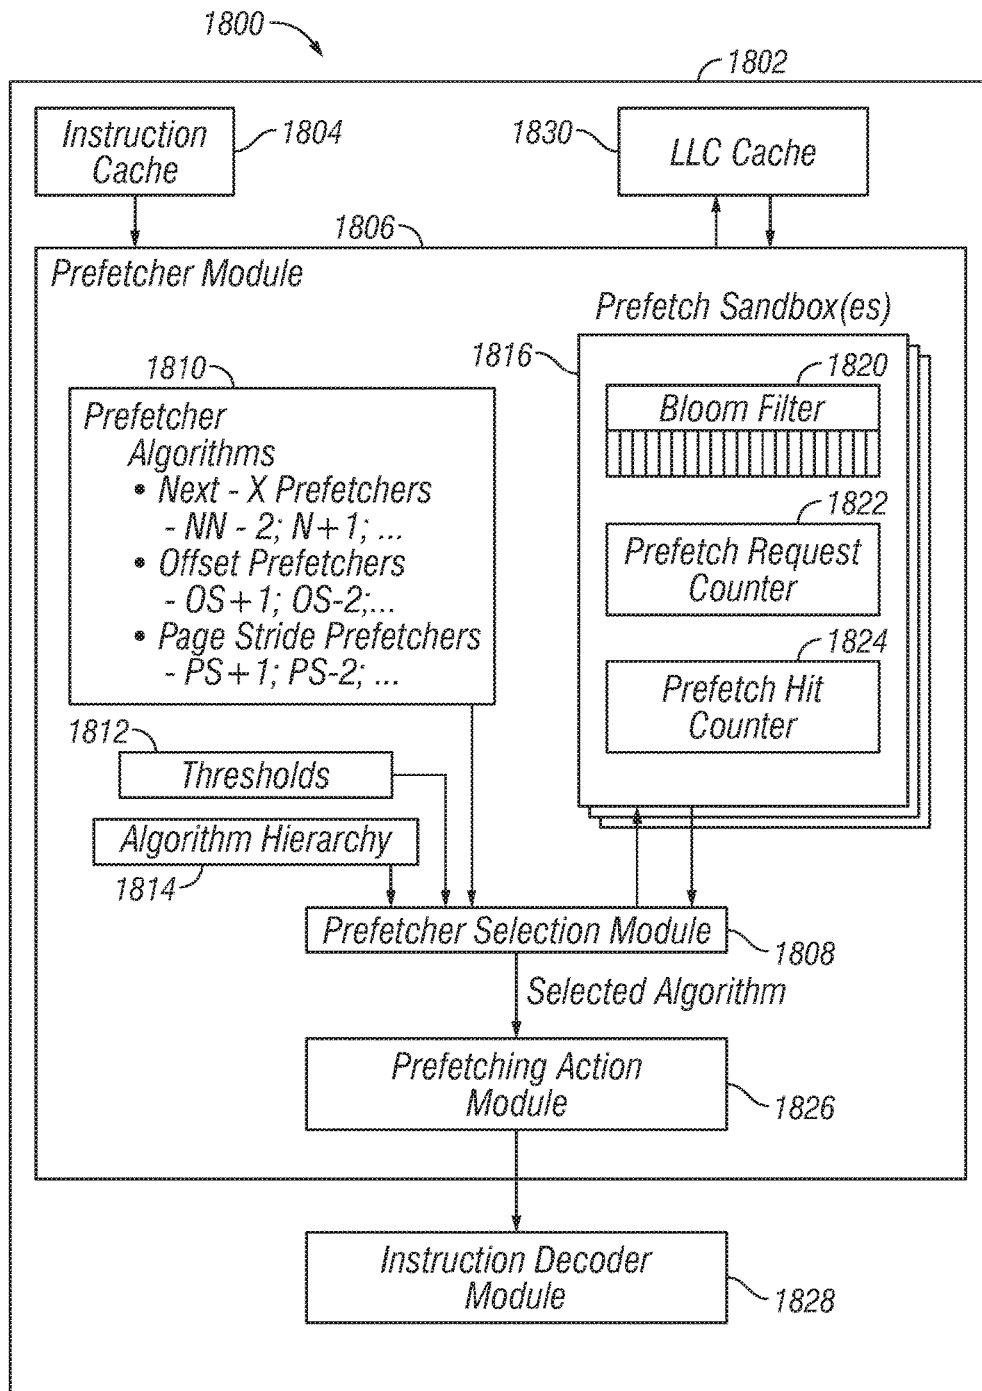 1800
1802
Instruction
Cache
1804
1830
LLC Cache
1806
Prefetcher Module
Prefetch Sandbox(es)
1816
1810
Prefetcher
Algorithms
• Next - X Prefetchers
- NN - 2; N+1; ...
• Offset Prefetchers
- OS+1; OS-2;...
• Page Stride Prefetchers
- PS+1; PS-2; ...
1820
Bloom Filter
1822
Prefetch Request
Counter
1824
Prefetch Hit
Counter
1812
Thresholds
Algorithm Hierarchy
1814
Prefetcher Selection Module
1808
Selected Algorithm
Prefetching Action
Module
1826
Instruction Decoder
Module
1828